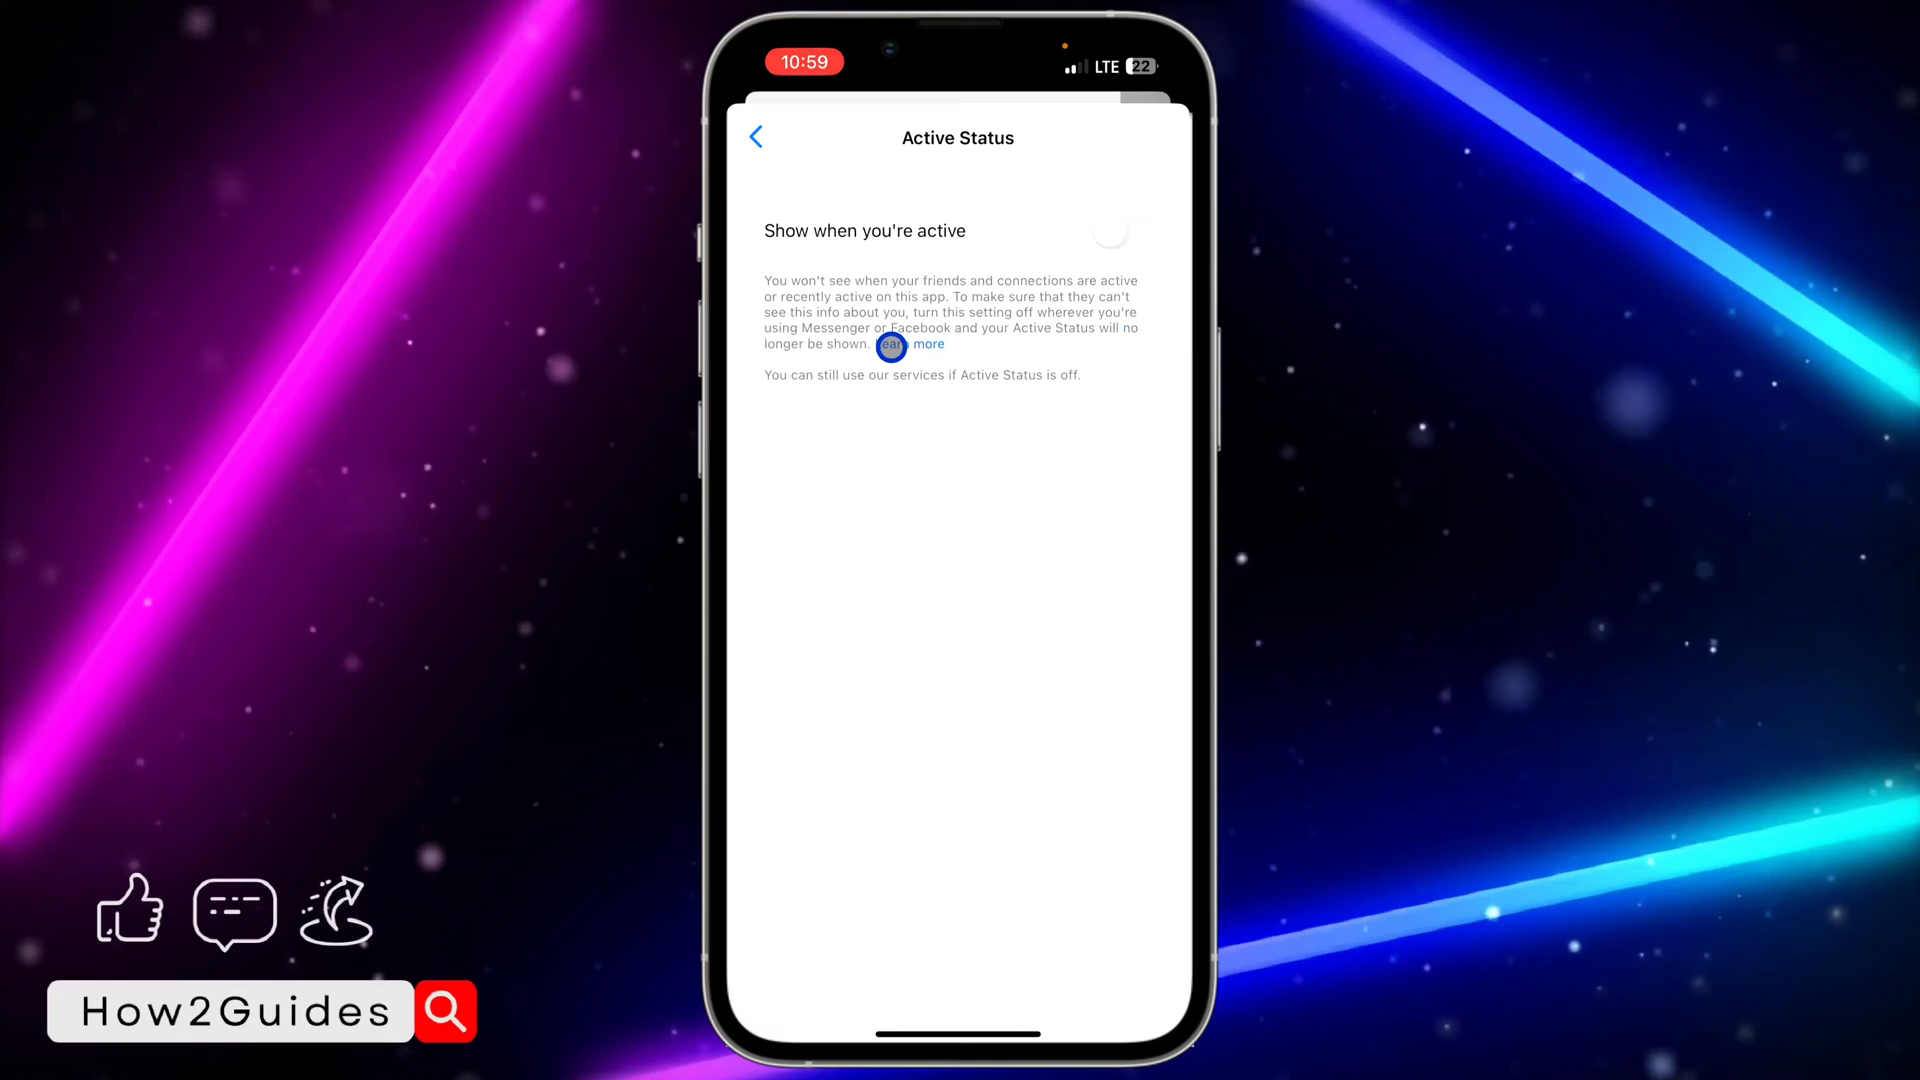 10:59
LTE 22
Active Status
Show when you're active
You won't see when your friends and connections are active
or recently active on this app. To make sure that they can't
see this info about you, turn this setting off wherever you're
using Messenger or Facebook and your Active Status will no
longer be shown. Learn more
You can still use our services if Active Status is off.
How2Guides